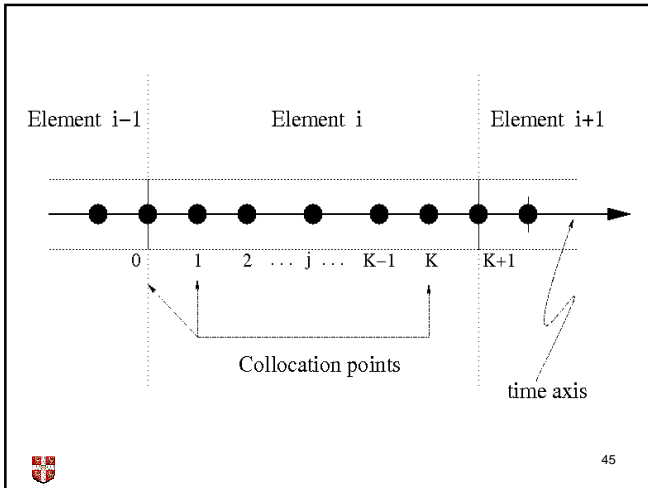 Element i−1 Element i Element i+1
0 1 2 ... j ... K−1 K K+1
Collocation points
time axis
45